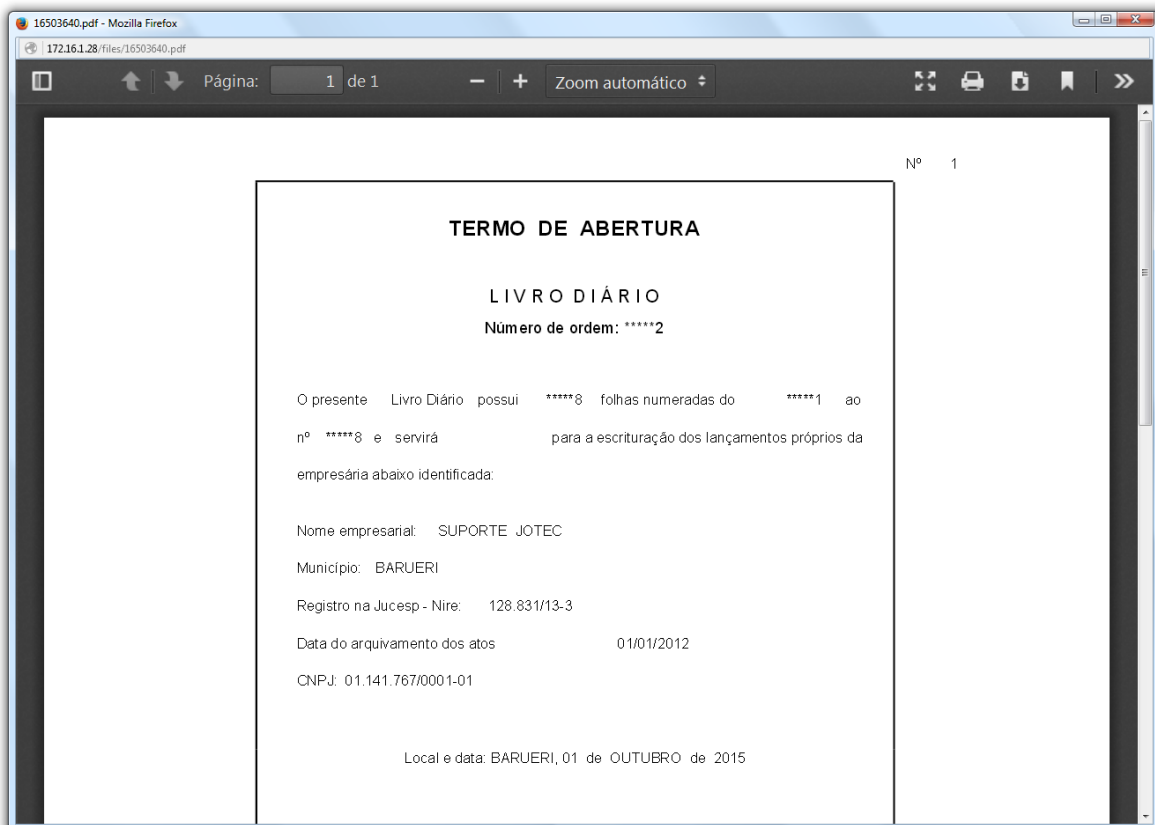 16503640.pdf - Mozilla Firefox
172.16.1.28/files/16503640.pdf
Página: 1 de 1 Zoom automático
Nº 1
TERMO DE ABERTURA
LIVRO DIÁRIO
Número de ordem: *****2
O presente Livro Diário possui *****8 folhas numeradas do *****1 ao
nº *****8 e servirá para a escrituração dos lançamentos próprios da
empresária abaixo identificada:
Nome empresarial: SUPORTE JOTEC
Município: BARUERI
Registro na Jucesp - Nire: 128.831/13-3
Data do arquivamento dos atos 01/01/2012
CNPJ: 01.141.767/0001-01
Local e data: BARUERI, 01 de OUTUBRO de 2015